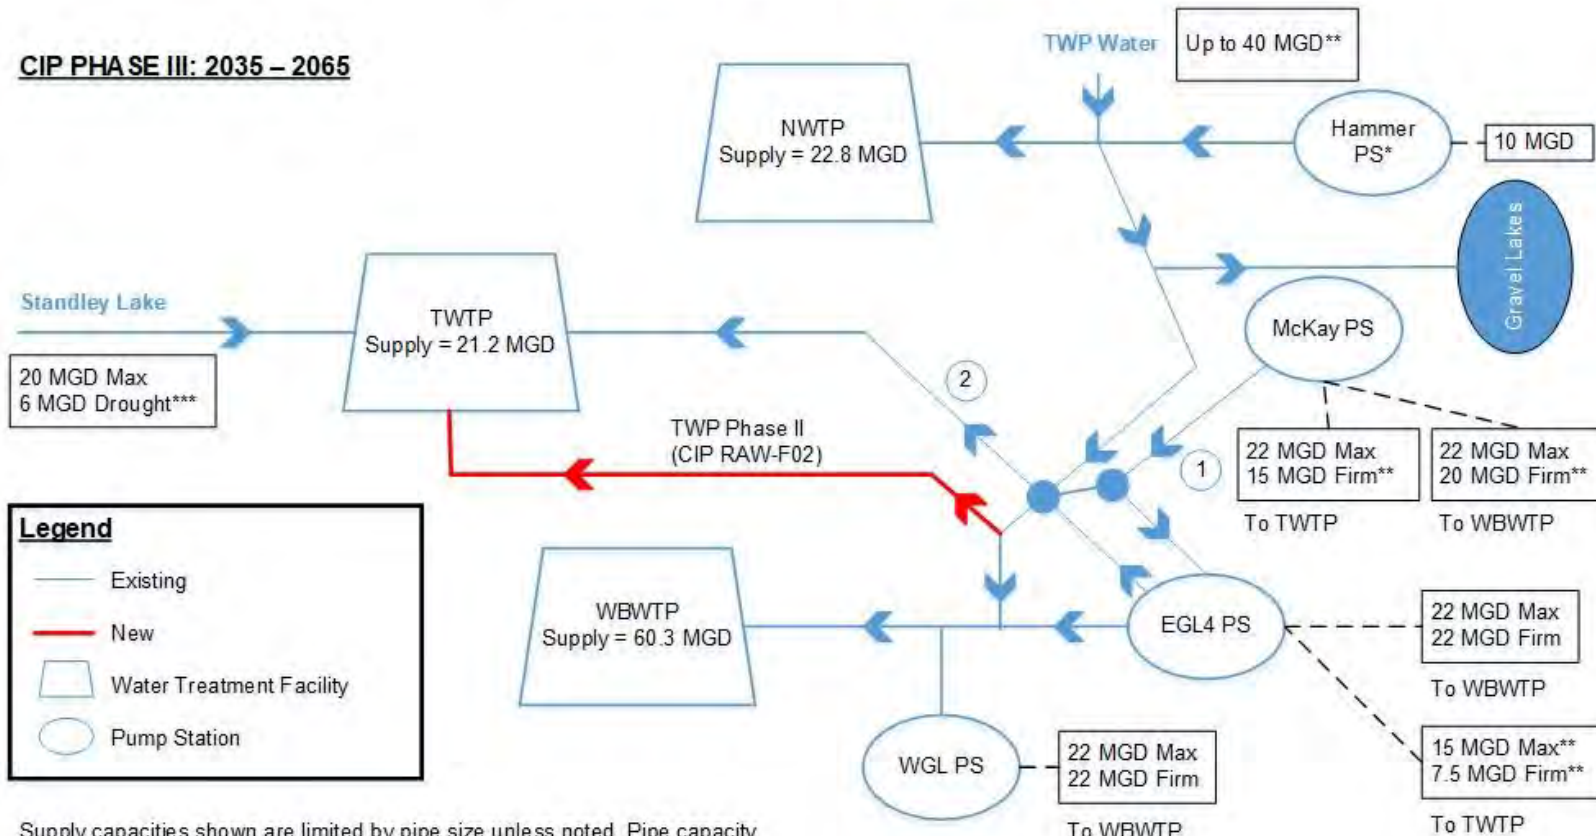 CIP PHASE III: 2035 – 2065
TWP Water
Up to 40 MGD**
NWTP
Supply = 22.8 MGD
Hammer
PS*
10 MGD
Gravel Lakes
Standley Lake
20 MGD Max
6 MGD Drought***
TWTP
Supply = 21.2 MGD
McKay PS
2
1
TWP Phase II
(CIP RAW-F02)
22 MGD Max
15 MGD Firm**
To TWTP
22 MGD Max
20 MGD Firm**
To WBWTP
Legend
Existing
New
Water Treatment Facility
Pump Station
WBWTP
Supply = 60.3 MGD
EGL4 PS
22 MGD Max
22 MGD Firm
To WBWTP
WGL PS
22 MGD Max
22 MGD Firm
To WBWTP
15 MGD Max**
7.5 MGD Firm**
To TWTP
Supply capacities shown are limited by pipe size unless noted. Pipe capacity